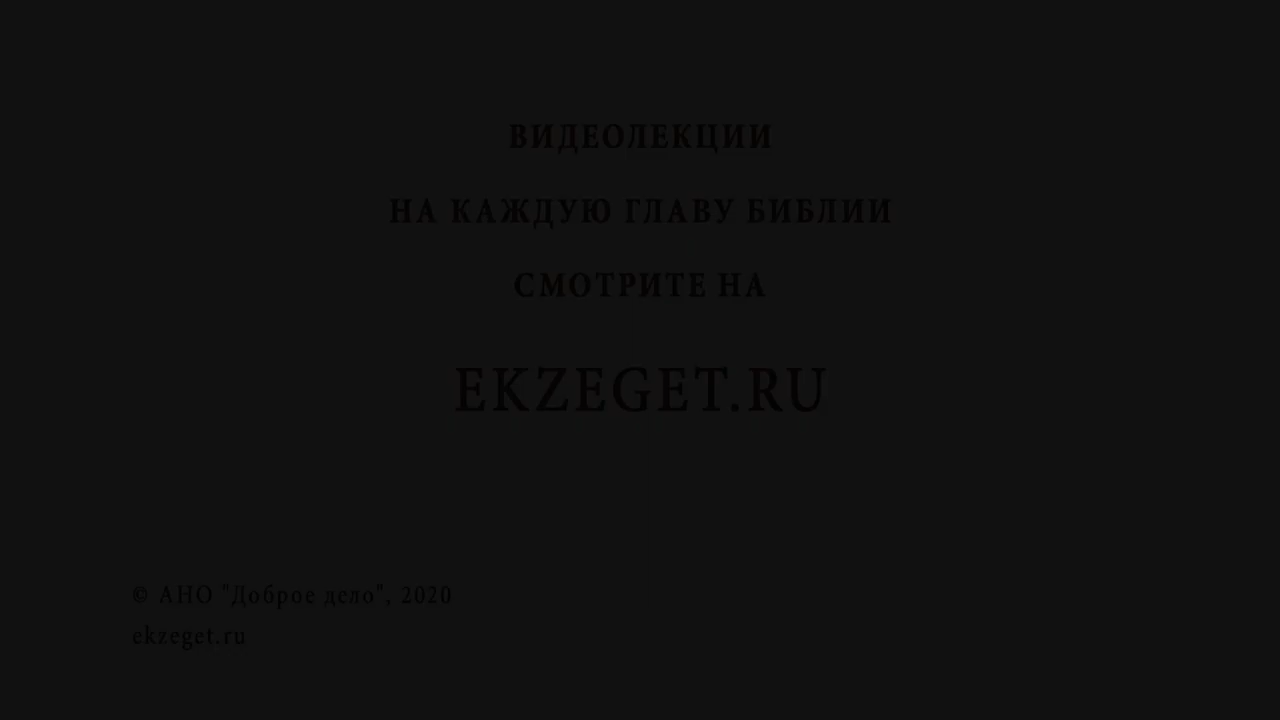 ВИДЕОЛЕКЦИИ
НА КАЖДУЮ ГЛАВУ БИБЛИИ
СМОТРИТЕ НА
EKZEGET.RU
© АНО "Доброе дело", 2020
ekzeget.ru